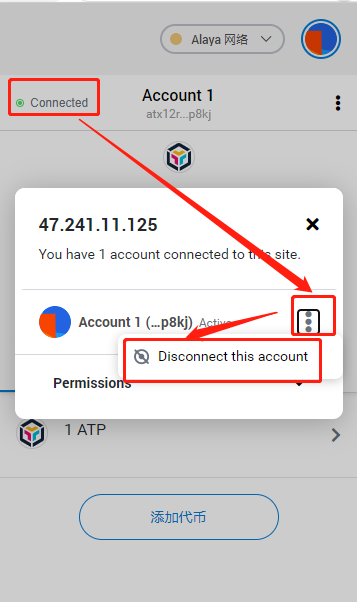 Alaya 网络
Connected
Account 1
atx12r...p8kj
47.241.11.125
You have 1 account connected to this site.
Account 1 (...p8kj)
Active
Disconnect this account
Permissions
1 ATP
添加代币